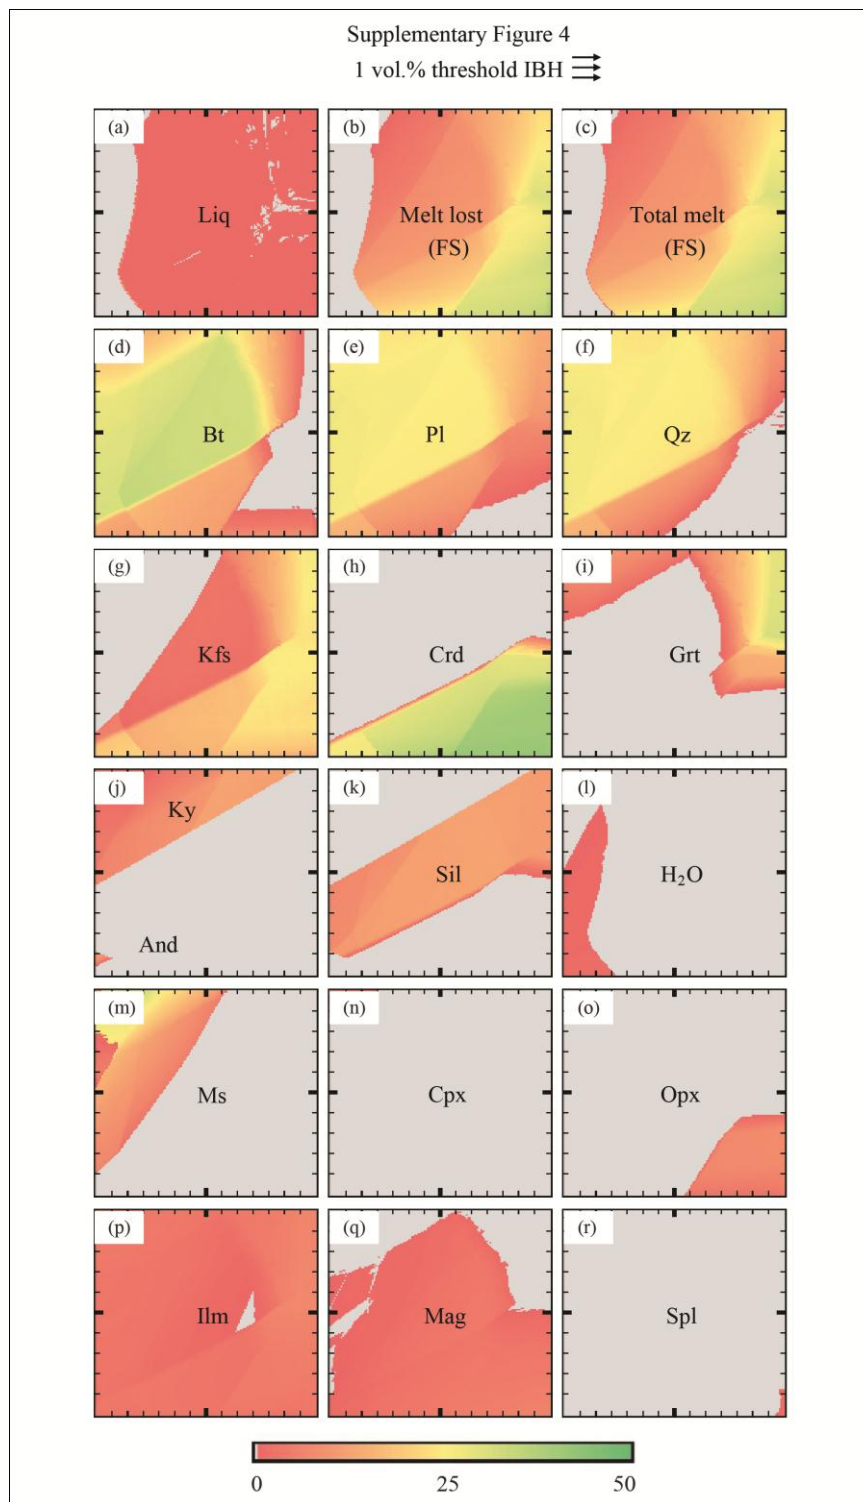 Supplementary Figure 4
1 vol.% threshold IBH
(a) (b) (c)
Liq Melt lost Total melt
(FS) (FS)
(d) (e) (f)
Bt Pl Qz
(g) (h) (i)
Kfs Crd Grt
(j) (k) (l)
Ky
Sil H₂O
And
(m) (n) (o)
Ms Cpx Opx
(p) (q) (r)
Ilm Mag Spl
0 25 50